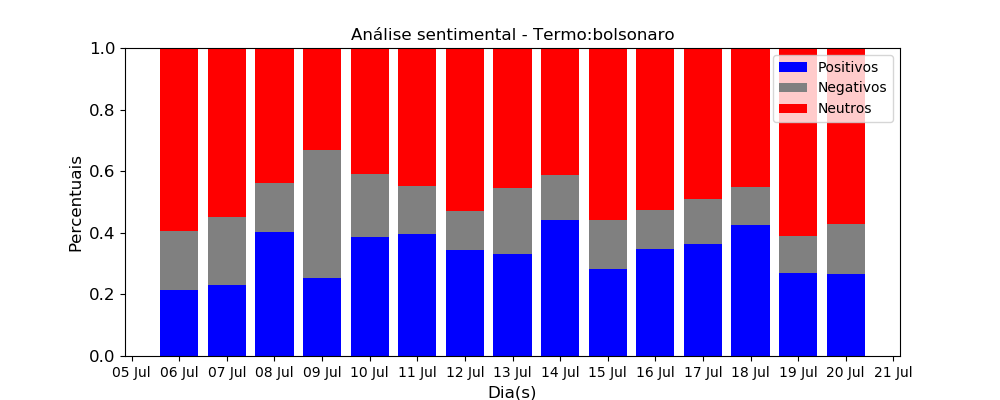 Análise sentimental - Termo:bolsonaro
Percentuais
1.0
0.8
0.6
0.4
0.2
0.0
Positivos
Negativos
Neutros
05 Jul 06 Jul 07 Jul 08 Jul 09 Jul 10 Jul 11 Jul 12 Jul 13 Jul 14 Jul 15 Jul 16 Jul 17 Jul 18 Jul 19 Jul 20 Jul 21 Jul
Dia(s)